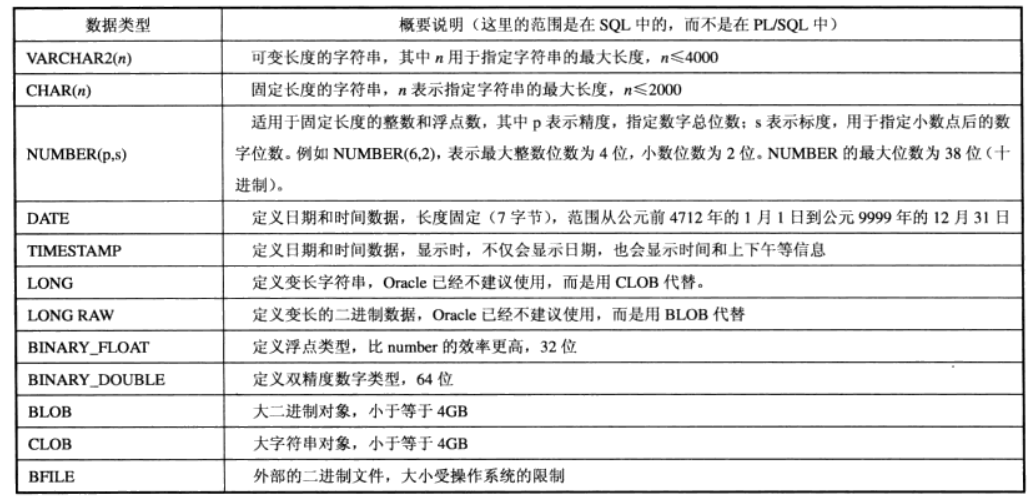 数据类型 概要说明（这里的范围是在 SQL 中的，而不是在 PL/SQL 中）
VARCHAR2(n) 可变长度的字符串，其中 n 用于指定字符串的最大长度，n≤4000
CHAR(n) 固定长度的字符串，n 表示指定字符串的最大长度，n≤2000
适用于固定长度的整数和浮点数，其中 p 表示精度，指定数字总位数；s 表示标度，用于指定小数点后的数
NUMBER(p,s) 字位数。例如 NUMBER(6,2)，表示最大整数位数为 4 位，小数位数为 2 位。NUMBER 的最大位数为 38 位（十
进制）。
DATE 定义日期和时间数据，长度固定（7 字节），范围从公元前 4712 年的 1 月 1 日到公元 9999 年的 12 月 31 日
TIMESTAMP 定义日期和时间数据，显示时，不仅会显示日期，也会显示时间和上下午等信息
LONG 定义变长字符串，Oracle 已经不建议使用，而是用 CLOB 代替。
LONG RAW 定义变长的二进制数据，Oracle 已经不建议使用，而是用 BLOB 代替
BINARY_FLOAT 定义浮点类型，比 number 的效率更高，32 位
BINARY_DOUBLE 定义双精度数字类型，64 位
BLOB 大二进制对象，小于等于 4GB
CLOB 大字符串对象，小于等于 4GB
BFILE 外部的二进制文件，大小受操作系统的限制